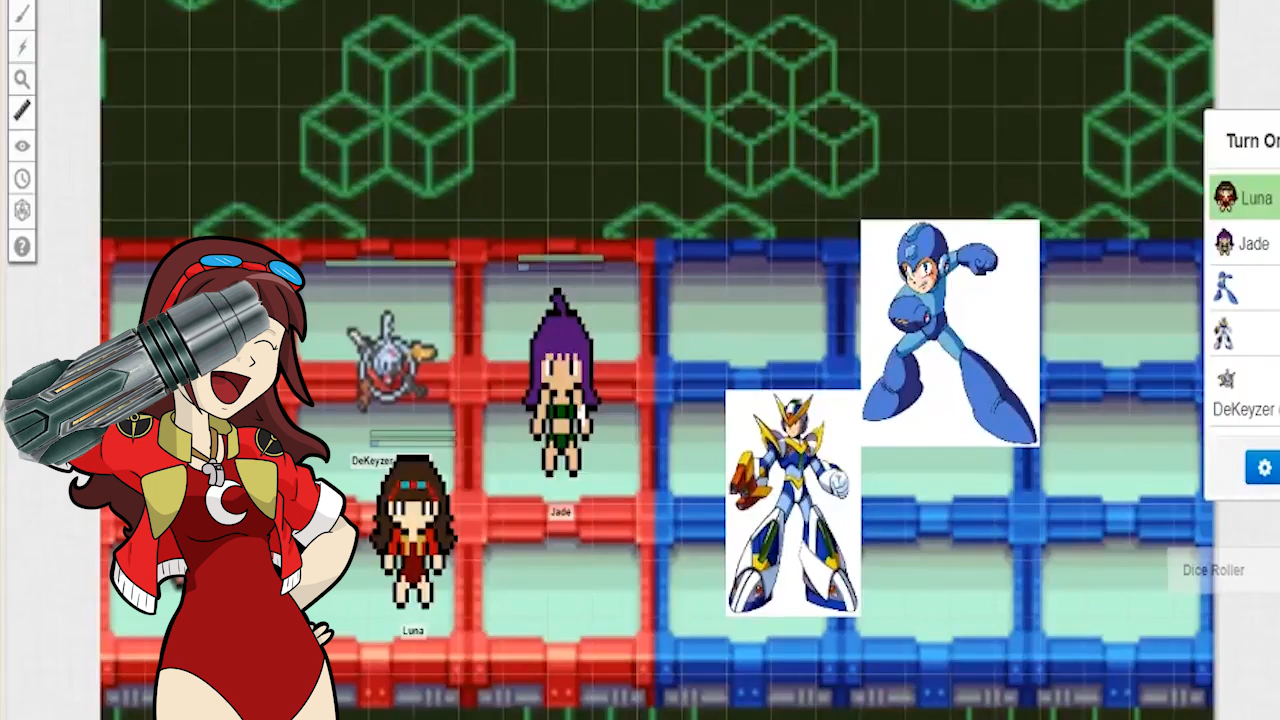 Turn Or
Luna
Jade
DeKeyzer
DeKeyzer
Jade
Dice Roller
Luna